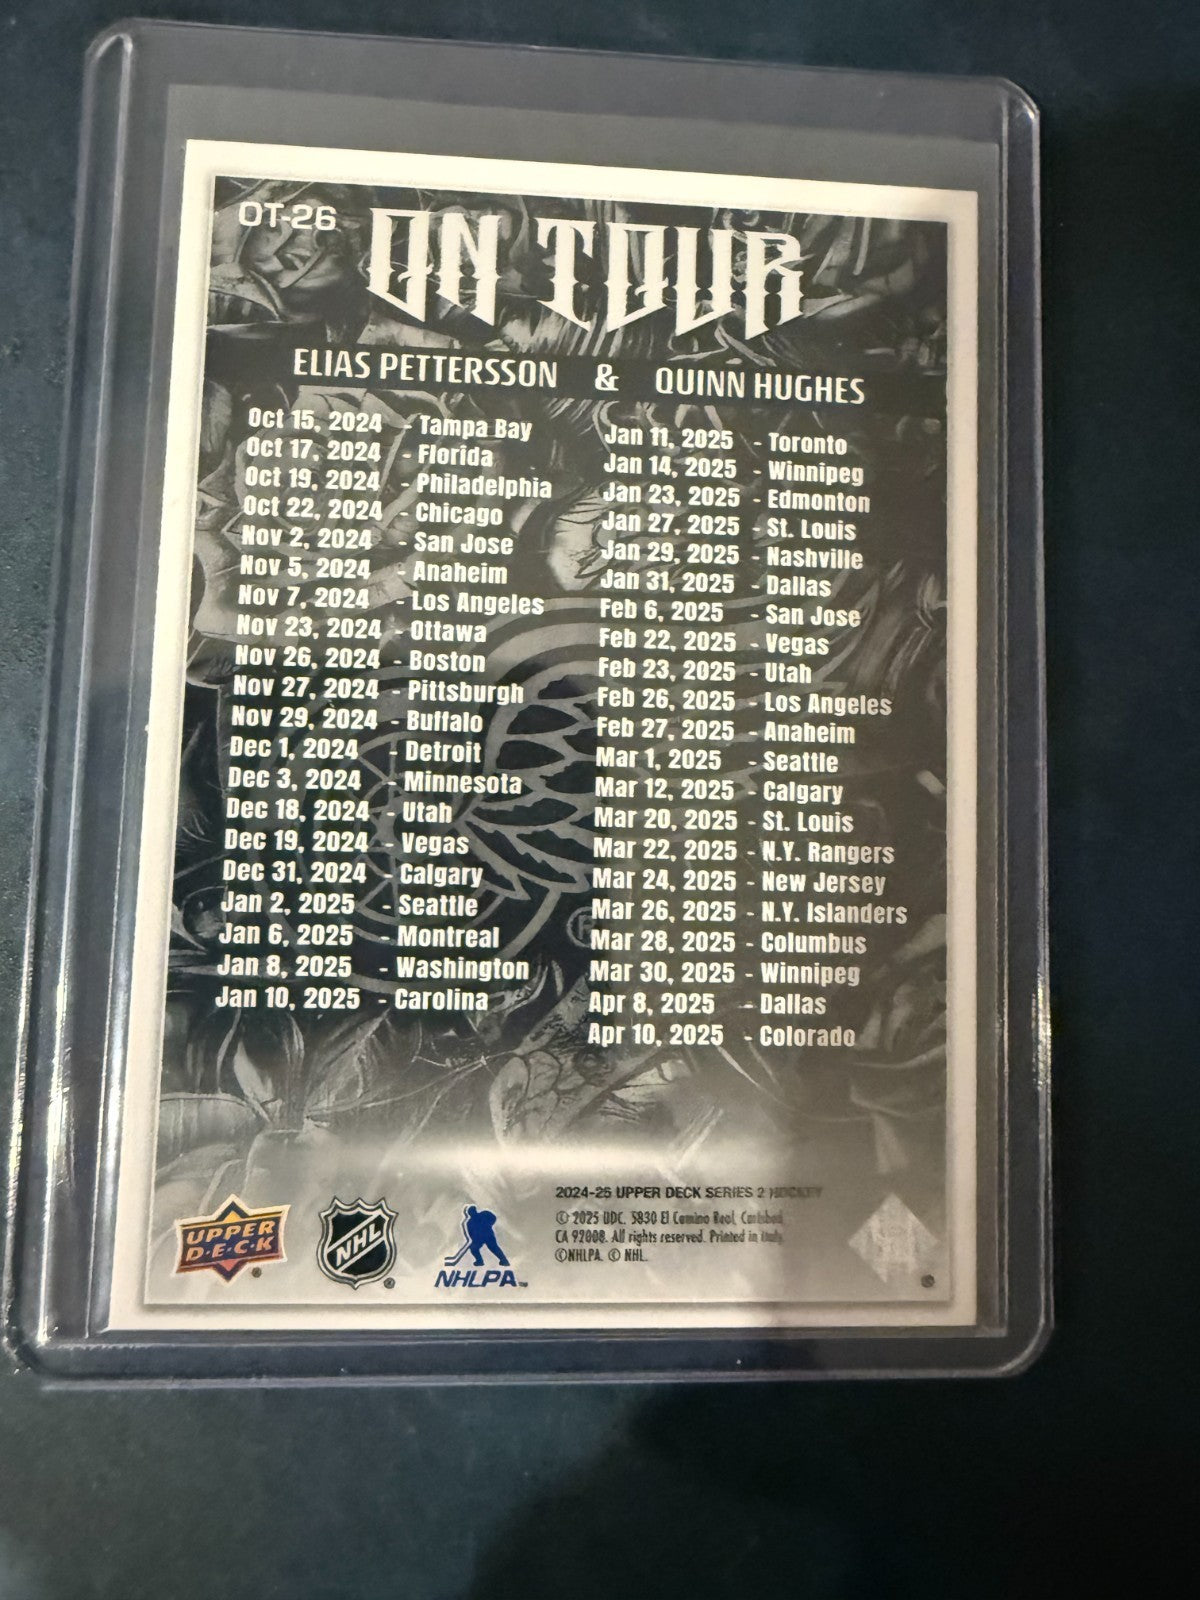 OT-26
ON TOUR
ELIAS PETTERSSON & QUINN HUGHES
Oct 15, 2024 - Tampa Bay
Oct 17, 2024 - Florida
Oct 19, 2024 - Philadelphia
Oct 22, 2024 - Chicago
Nov 2, 2024 - San Jose
Nov 5, 2024 - Anaheim
Nov 7, 2024 - Los Angeles
Nov 23, 2024 - Ottawa
Nov 26, 2024 - Boston
Nov 27, 2024 - Pittsburgh
Nov 29, 2024 - Buffalo
Dec 1, 2024 - Detroit
Dec 3, 2024 - Minnesota
Dec 18, 2024 - Utah
Dec 19, 2024 - Vegas
Dec 31, 2024 - Calgary
Jan 2, 2025 - Seattle
Jan 6, 2025 - Montreal
Jan 8, 2025 - Washington
Jan 10, 2025 - Carolina
Jan 11, 2025 - Toronto
Jan 14, 2025 - Winnipeg
Jan 23, 2025 - Edmonton
Jan 27, 2025 - St. Louis
Jan 29, 2025 - Nashville
Jan 31, 2025 - Dallas
Feb 6, 2025 - San Jose
Feb 22, 2025 - Vegas
Feb 23, 2025 - Utah
Feb 26, 2025 - Los Angeles
Feb 27, 2025 - Anaheim
Mar 1, 2025 - Seattle
Mar 12, 2025 - Calgary
Mar 20, 2025 - St. Louis
Mar 22, 2025 - N.Y. Rangers
Mar 24, 2025 - New Jersey
Mar 26, 2025 - N.Y. Islanders
Mar 28, 2025 - Columbus
Mar 30, 2025 - Winnipeg
Apr 8, 2025 - Dallas
Apr 10, 2025 - Colorado
®
UPPER
D·E·C·K
®
NHL
®
NHLPA™
2024-25 UPPER DECK SERIES 2 HOCKEY
© 2025 UDC. 5830 El Camino Real, Carlsbad,
CA 92008. All rights reserved. Printed in Italy.
©NHLPA. © NHL.